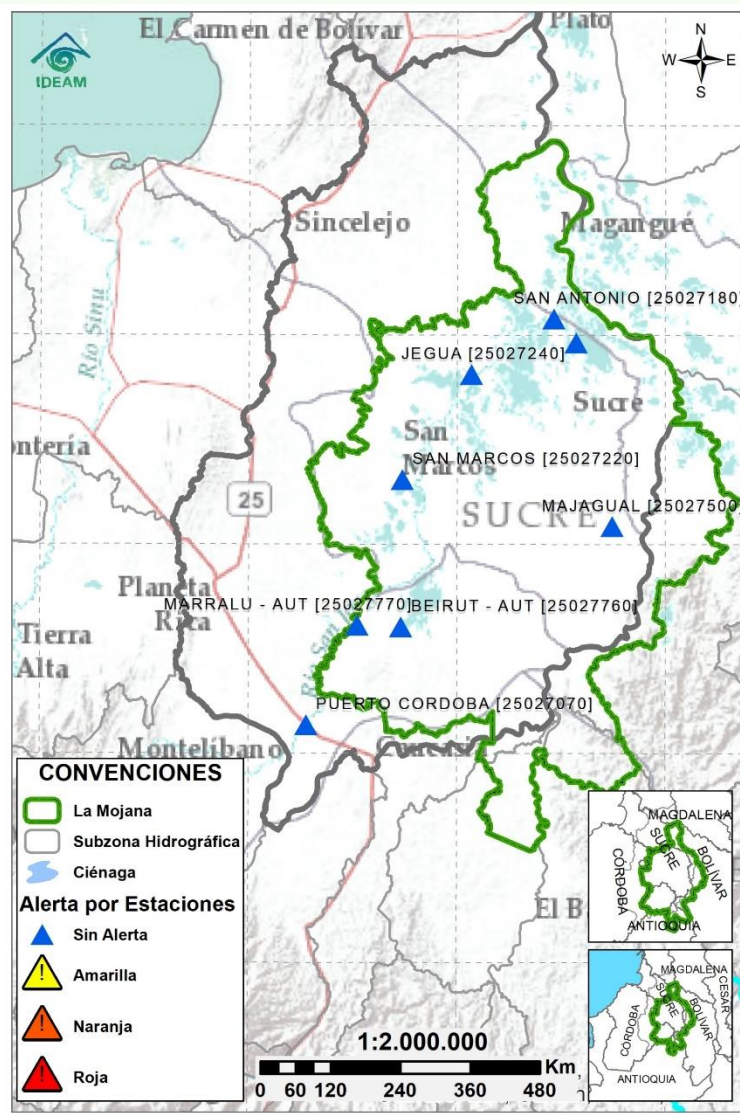 El Carmen de Bolívar
Plato
IDEAM
N
W E
S
Sincelejo
Magangué
Rio Sinu
SAN ANTONIO [25027180]
JEGUA [25027240]
Sucre
ontería
San
Marcos
SAN MARCOS [25027220]
25
SUCRE
MAJAGUAL [25027500]
Planeta
Rica
MARRALU - AUT [25027770]
BEIRUT - AUT [25027760]
Tierra
Alta
PUERTO CORDOBA [25027070]
Montelíbano
El B
CONVENCIONES
La Mojana
Subzona Hidrográfica
Ciénaga
Alerta por Estaciones
Sin Alerta
Amarilla
Naranja
Roja
1:2.000.000
Km
0 60 120 240 360 480
MAGDALENA
SUCRE
BOLÍVAR
CÓRDOBA
ANTIOQUIA
MAGDALENA
CESAR
SUCRE
BOLÍVAR
CÓRDOBA
ANTIOQUIA